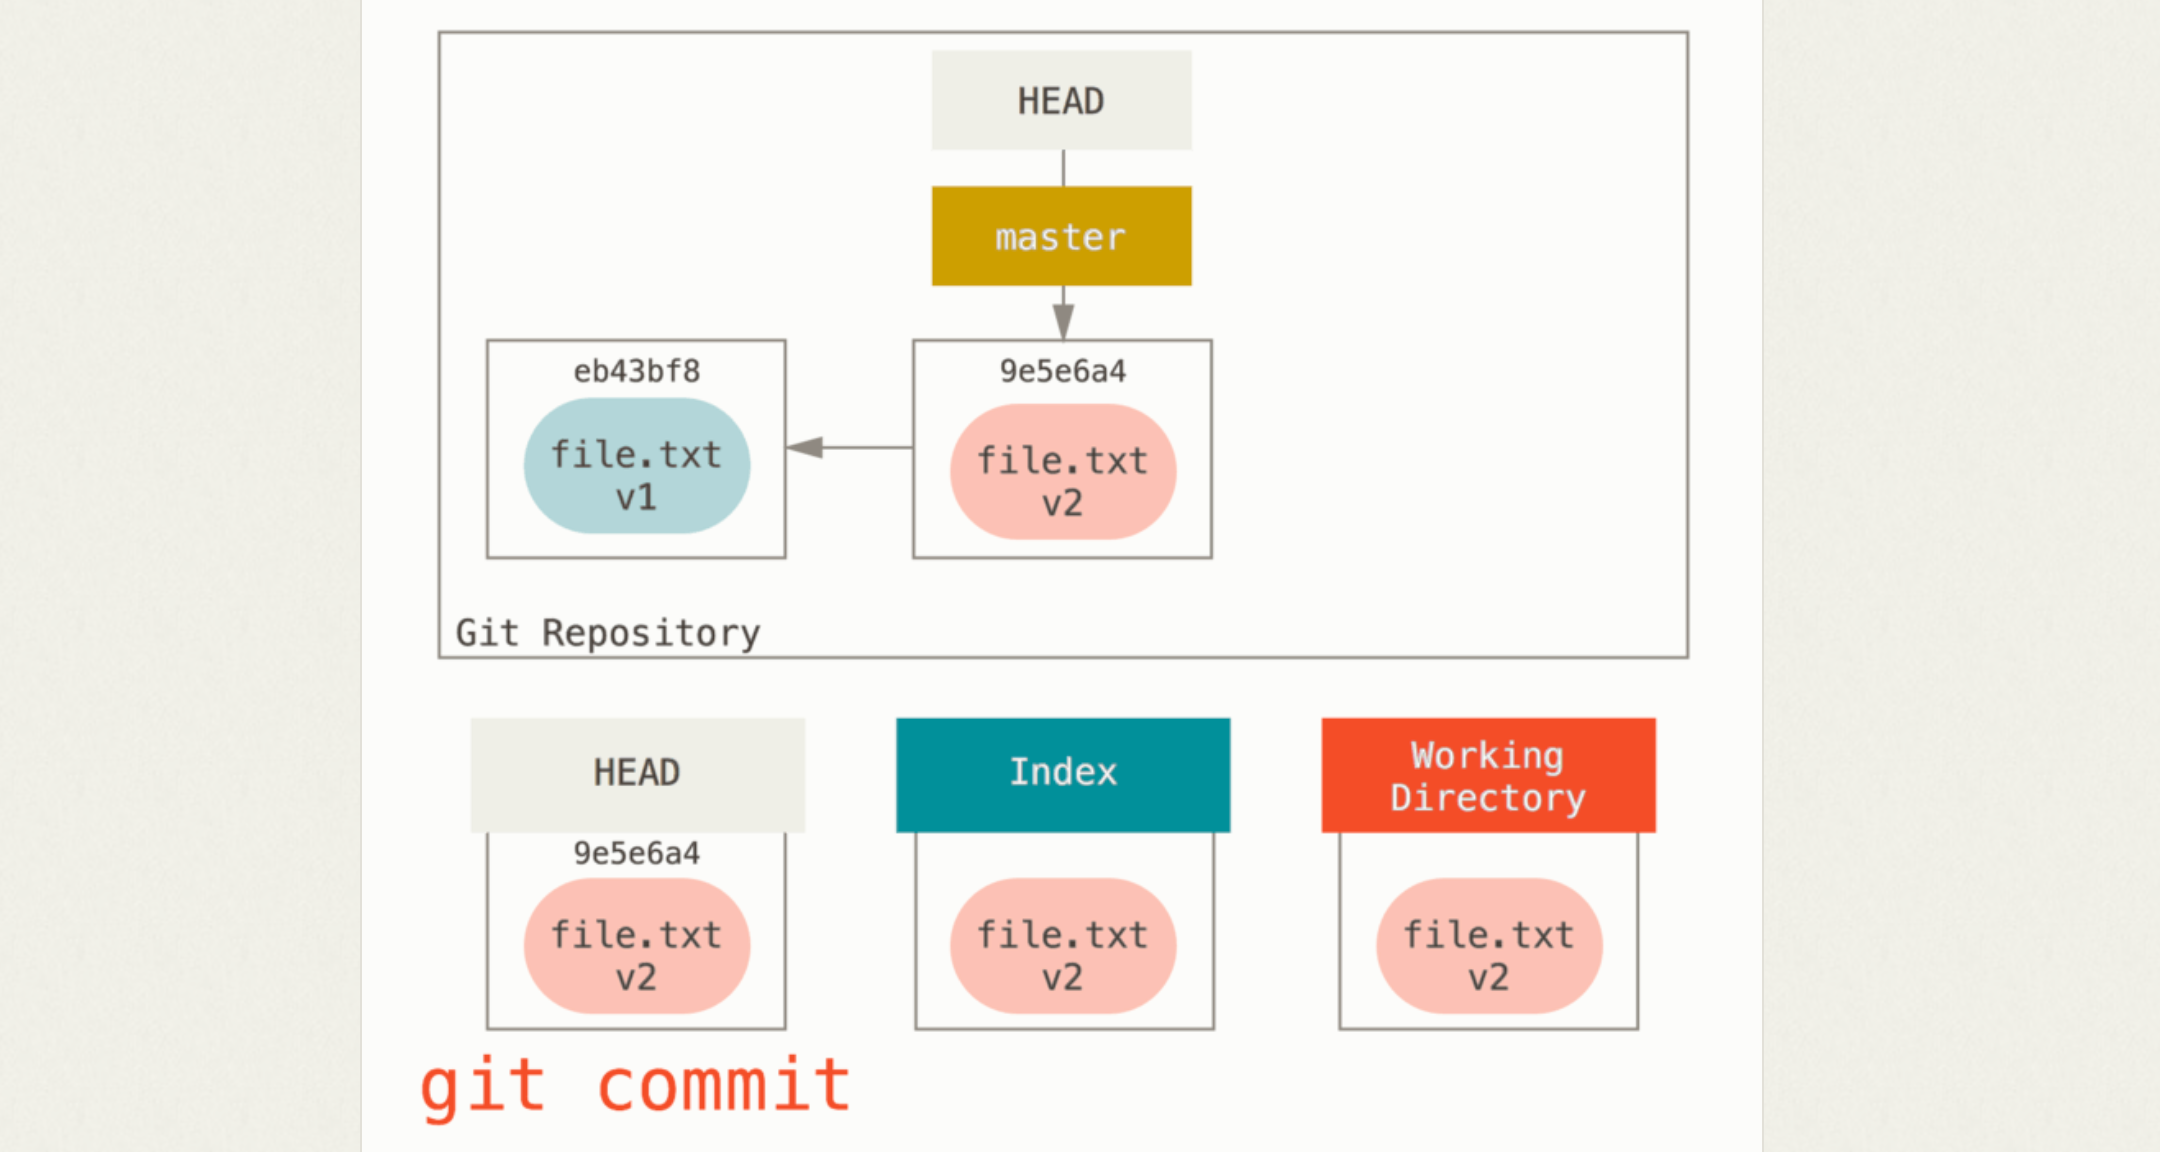 HEAD
master
eb43bf8
file.txt
v1
9e5e6a4
file.txt
v2
Git Repository
HEAD
9e5e6a4
file.txt
v2
Index
file.txt
v2
Working
Directory
file.txt
v2
git commit